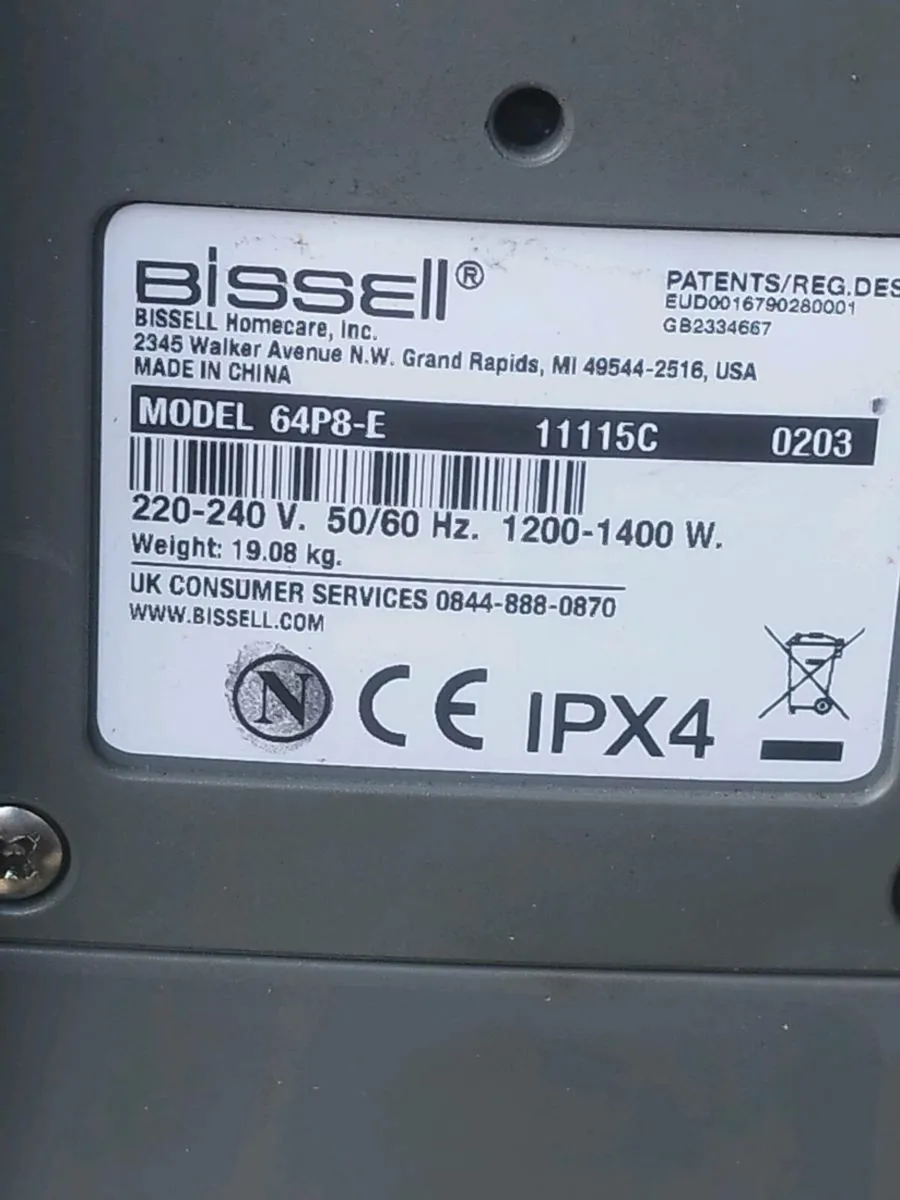 BISSELL®
BISSELL Homecare, Inc.
2345 Walker Avenue N.W. Grand Rapids, MI 49544-2516, USA
MADE IN CHINA
PATENTS/REG.DES
EUD0016790280001
GB2334667
MODEL 64P8-E 11115C 0203
220-240 V. 50/60 Hz. 1200-1400 W.
Weight: 19.08 kg.
UK CONSUMER SERVICES 0844-888-0870
WWW.BISSELL.COM
N CE IPX4